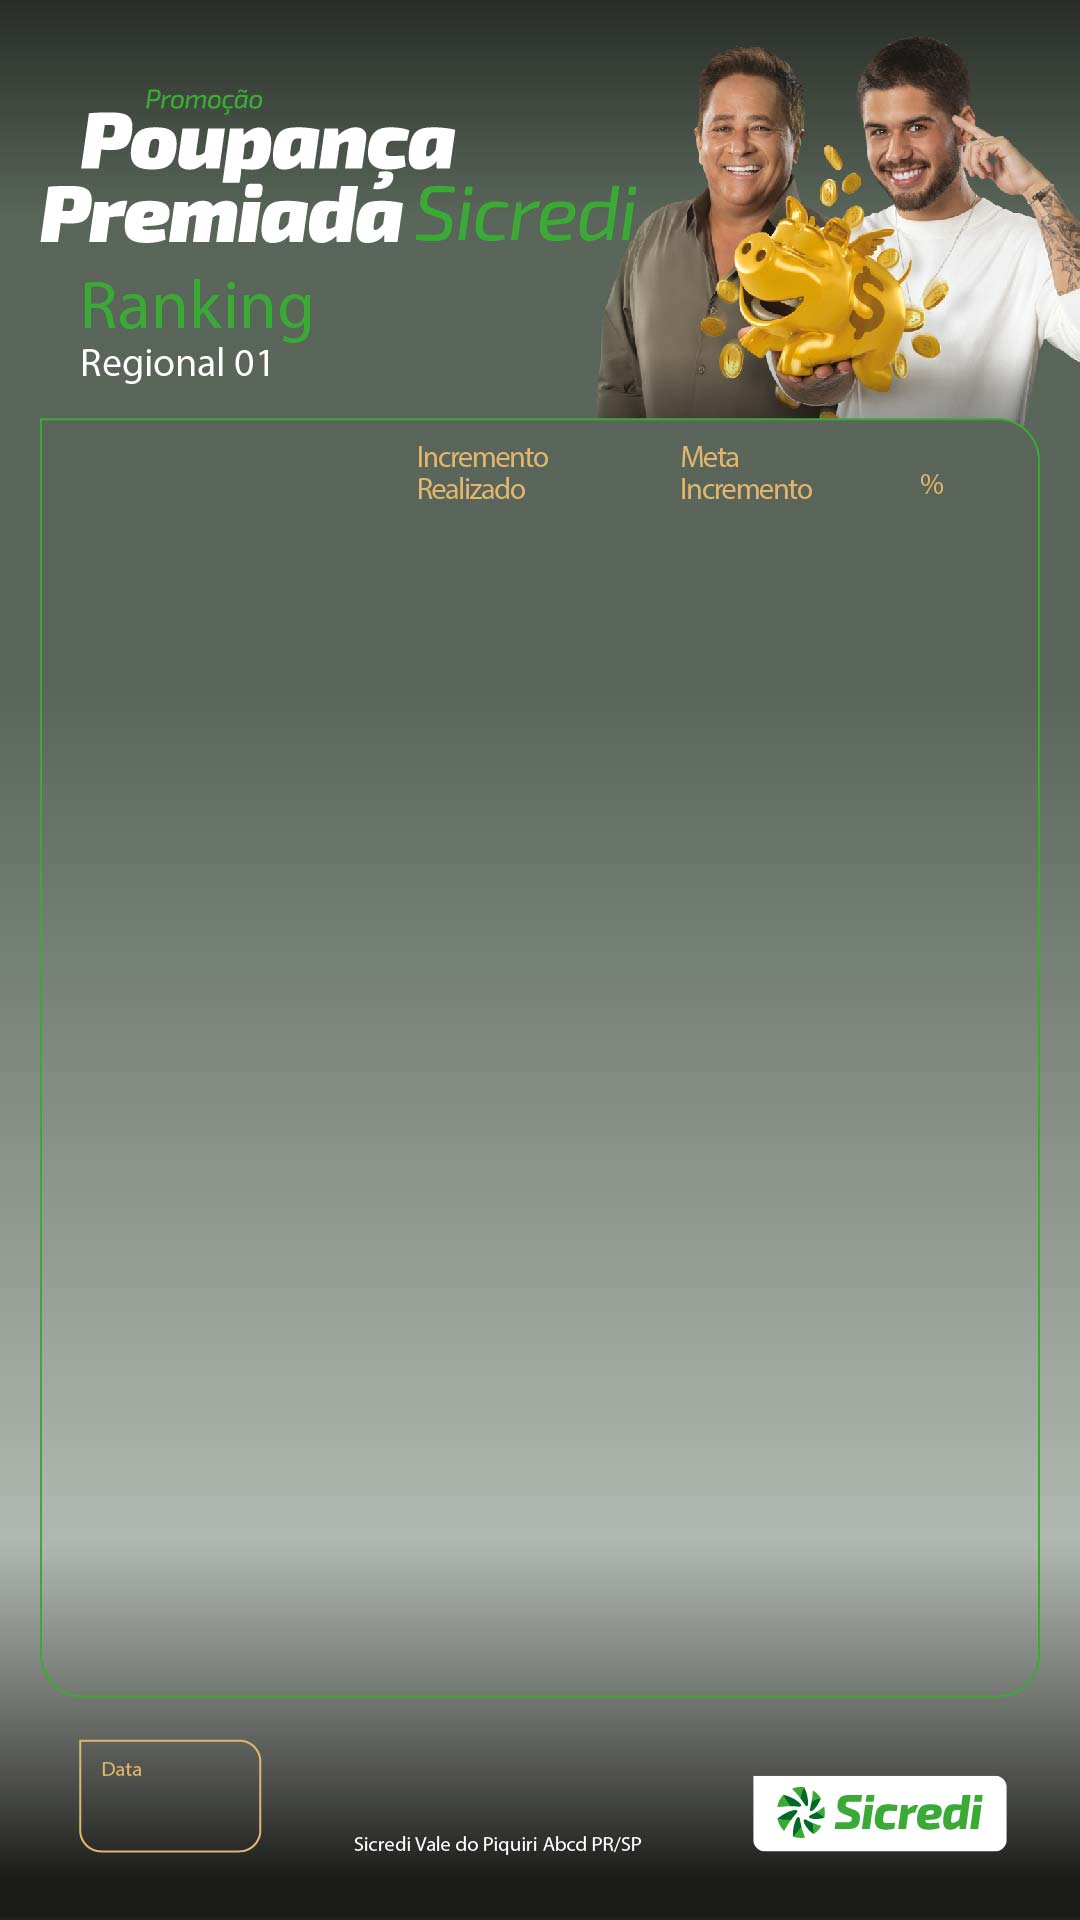 Promoção
Poupança
Premiada Sicredi
Ranking
Regional 01
Incremento
Realizado
Meta
Incremento
%
$
Data
Sicredi Vale do Piquiri Abcd PR/SP
Sicredi